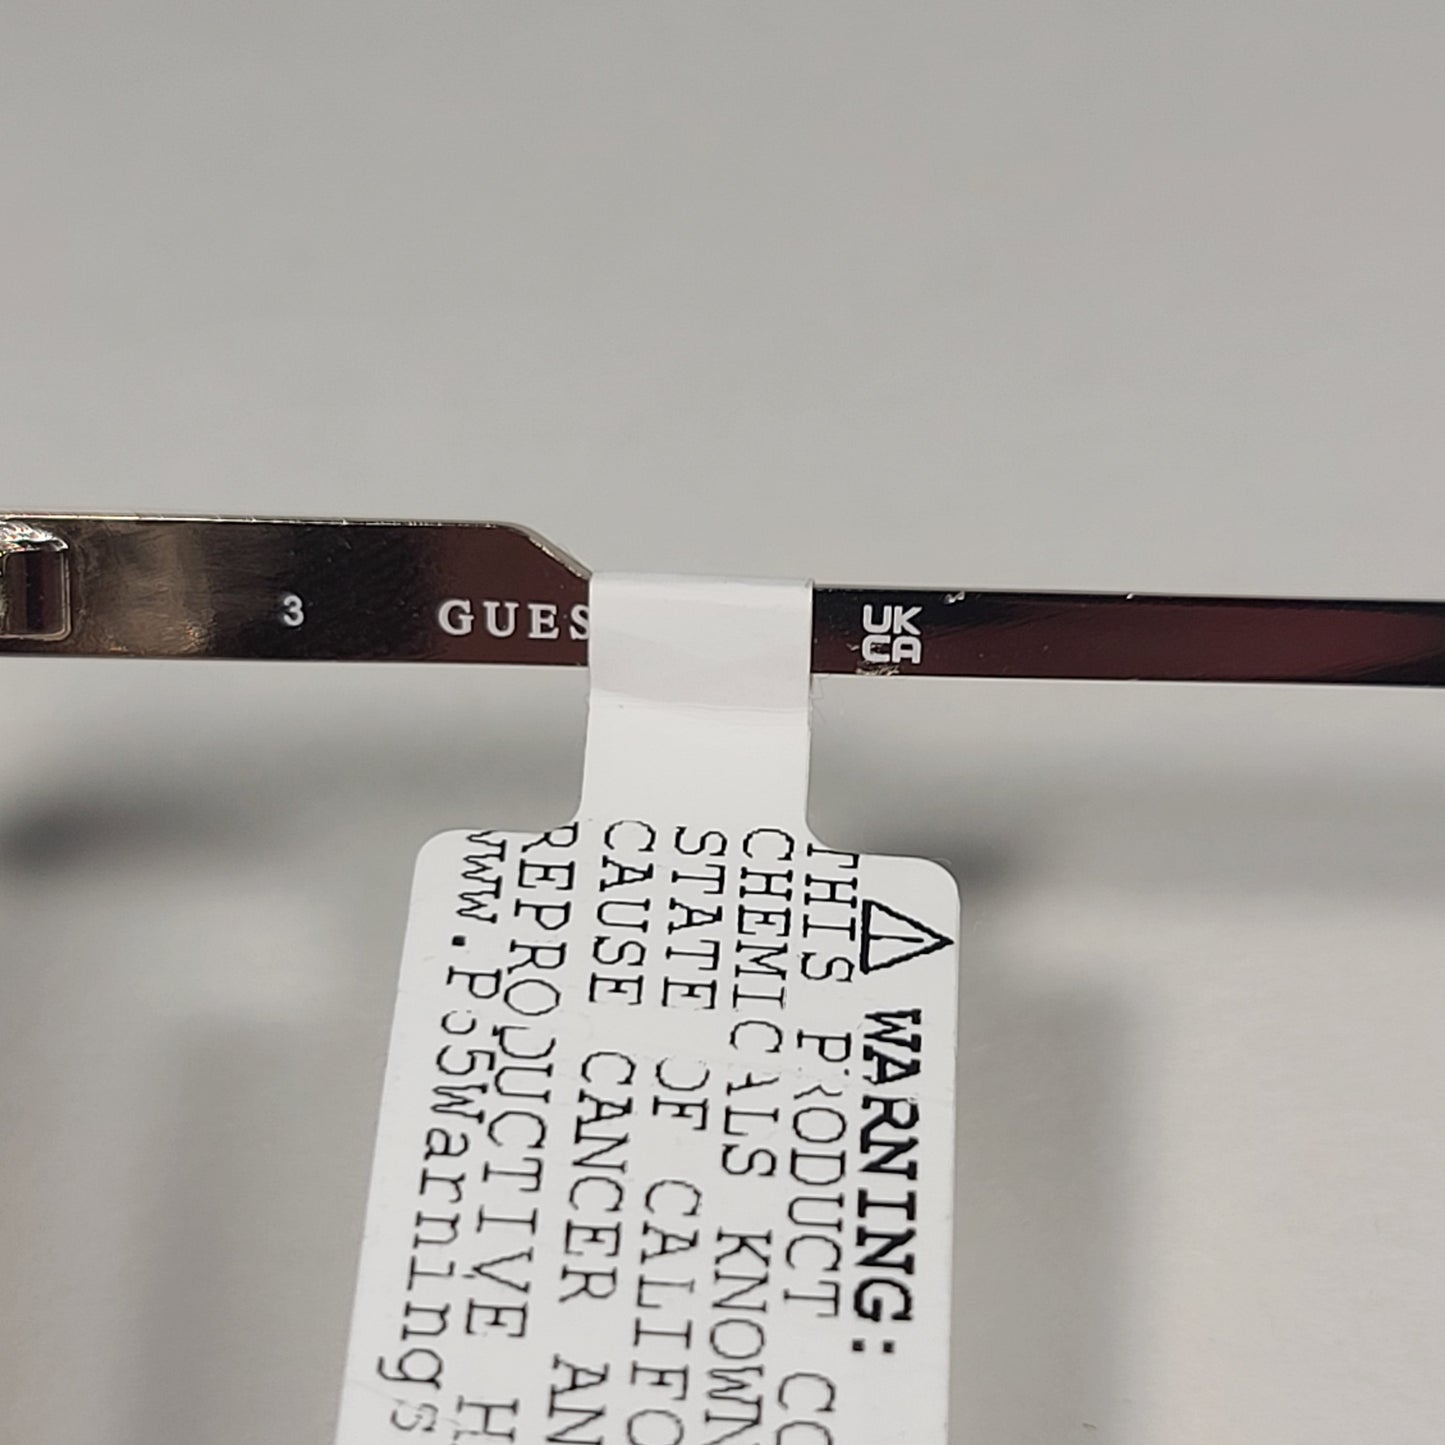 3 GUES
UK
CA
WARNING:
THIS PRODUCT CO
CHEMICALS KNOWN
STATE OF CALIFO
CAUSE CANCER AN
REPRODUCTIVE H
www.P65Warnings